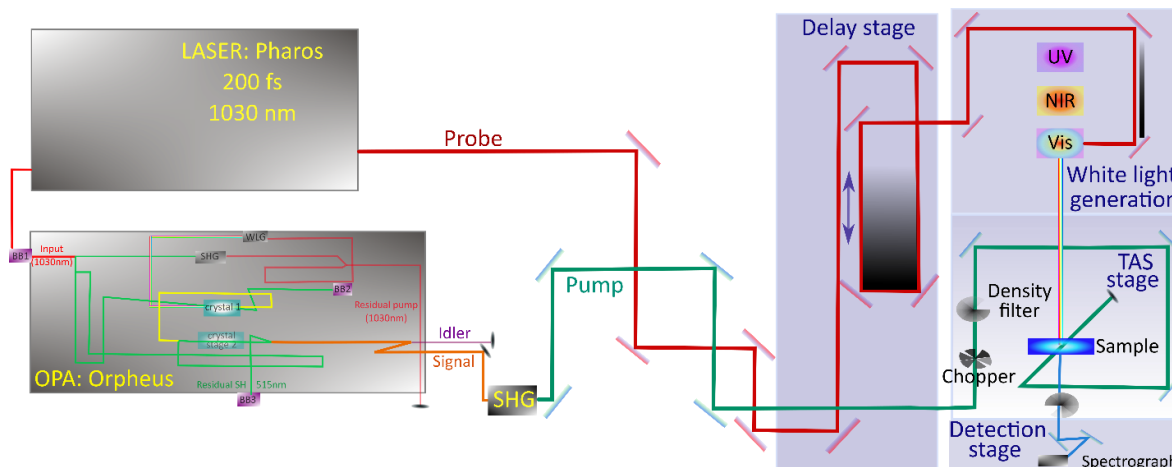 LASER: Pharos
200 fs
1030 nm
Probe
Delay stage
UV
NIR
Vis
White light
generation
BB1
Input
(1030nm)
WLG
SHG
BB2
crystal 1
Residual pump
(1030nm)
crystal
stage 2
Idler
Signal
OPA: Orpheus
Residual SH
515nm
BB3
SHG
Pump
TAS
stage
Density
filter
Sample
Chopper
Detection
stage
Spectrograph